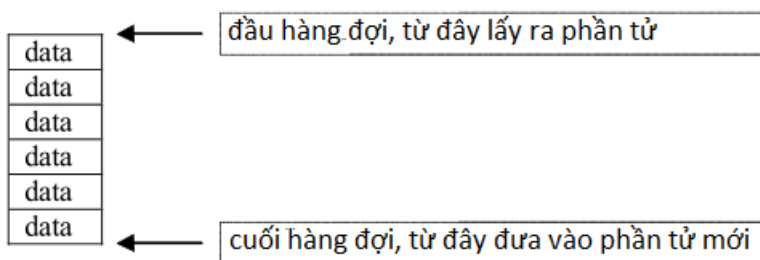 đầu hàng đợi, từ đây lấy ra phần tử
data
data
data
data
data
data
cuối hàng đợi, từ đây đưa vào phần tử mới